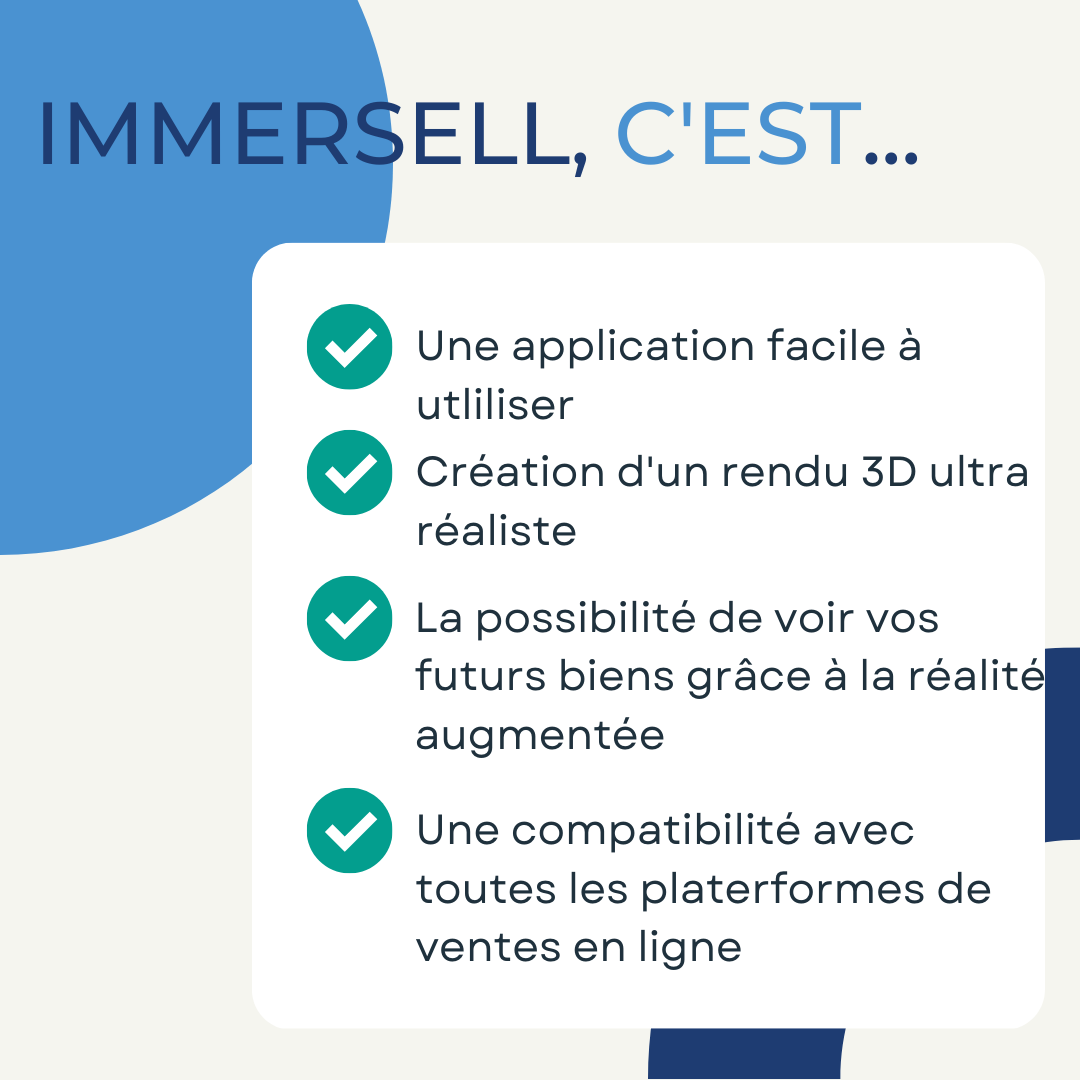 IMMERSELL, C'EST...
Une application facile à
utliliser
Création d'un rendu 3D ultra
réaliste
La possibilité de voir vos
futurs biens grâce à la réalité
augmentée
Une compatibilité avec
toutes les platerformes de
ventes en ligne